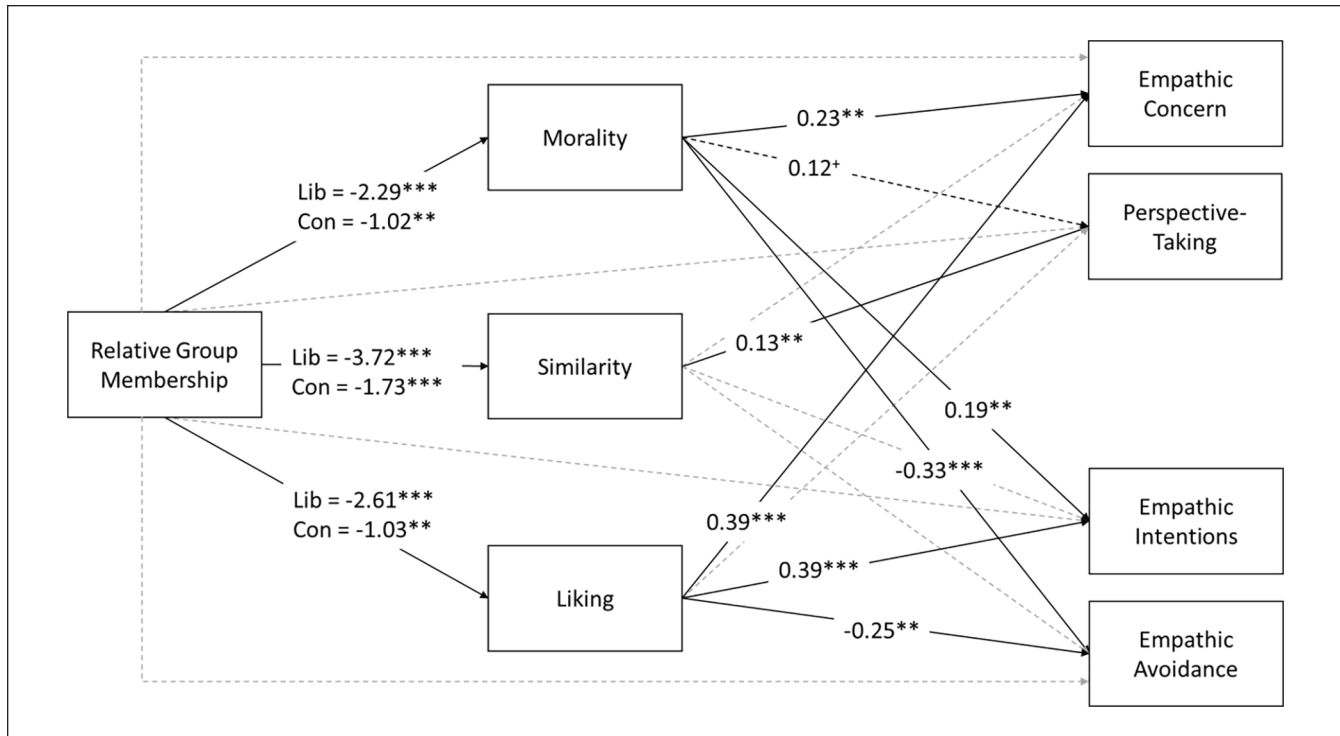 Empathic
Concern
Morality
0.23**
0.12+
Lib = -2.29***
Con = -1.02**
Perspective-
Taking
Relative Group
Membership
Lib = -3.72***
Con = -1.73***
Similarity
0.13**
0.19**
-0.33***
Lib = -2.61***
Con = -1.03**
0.39***
Empathic
Intentions
Liking
0.39***
-0.25**
Empathic
Avoidance